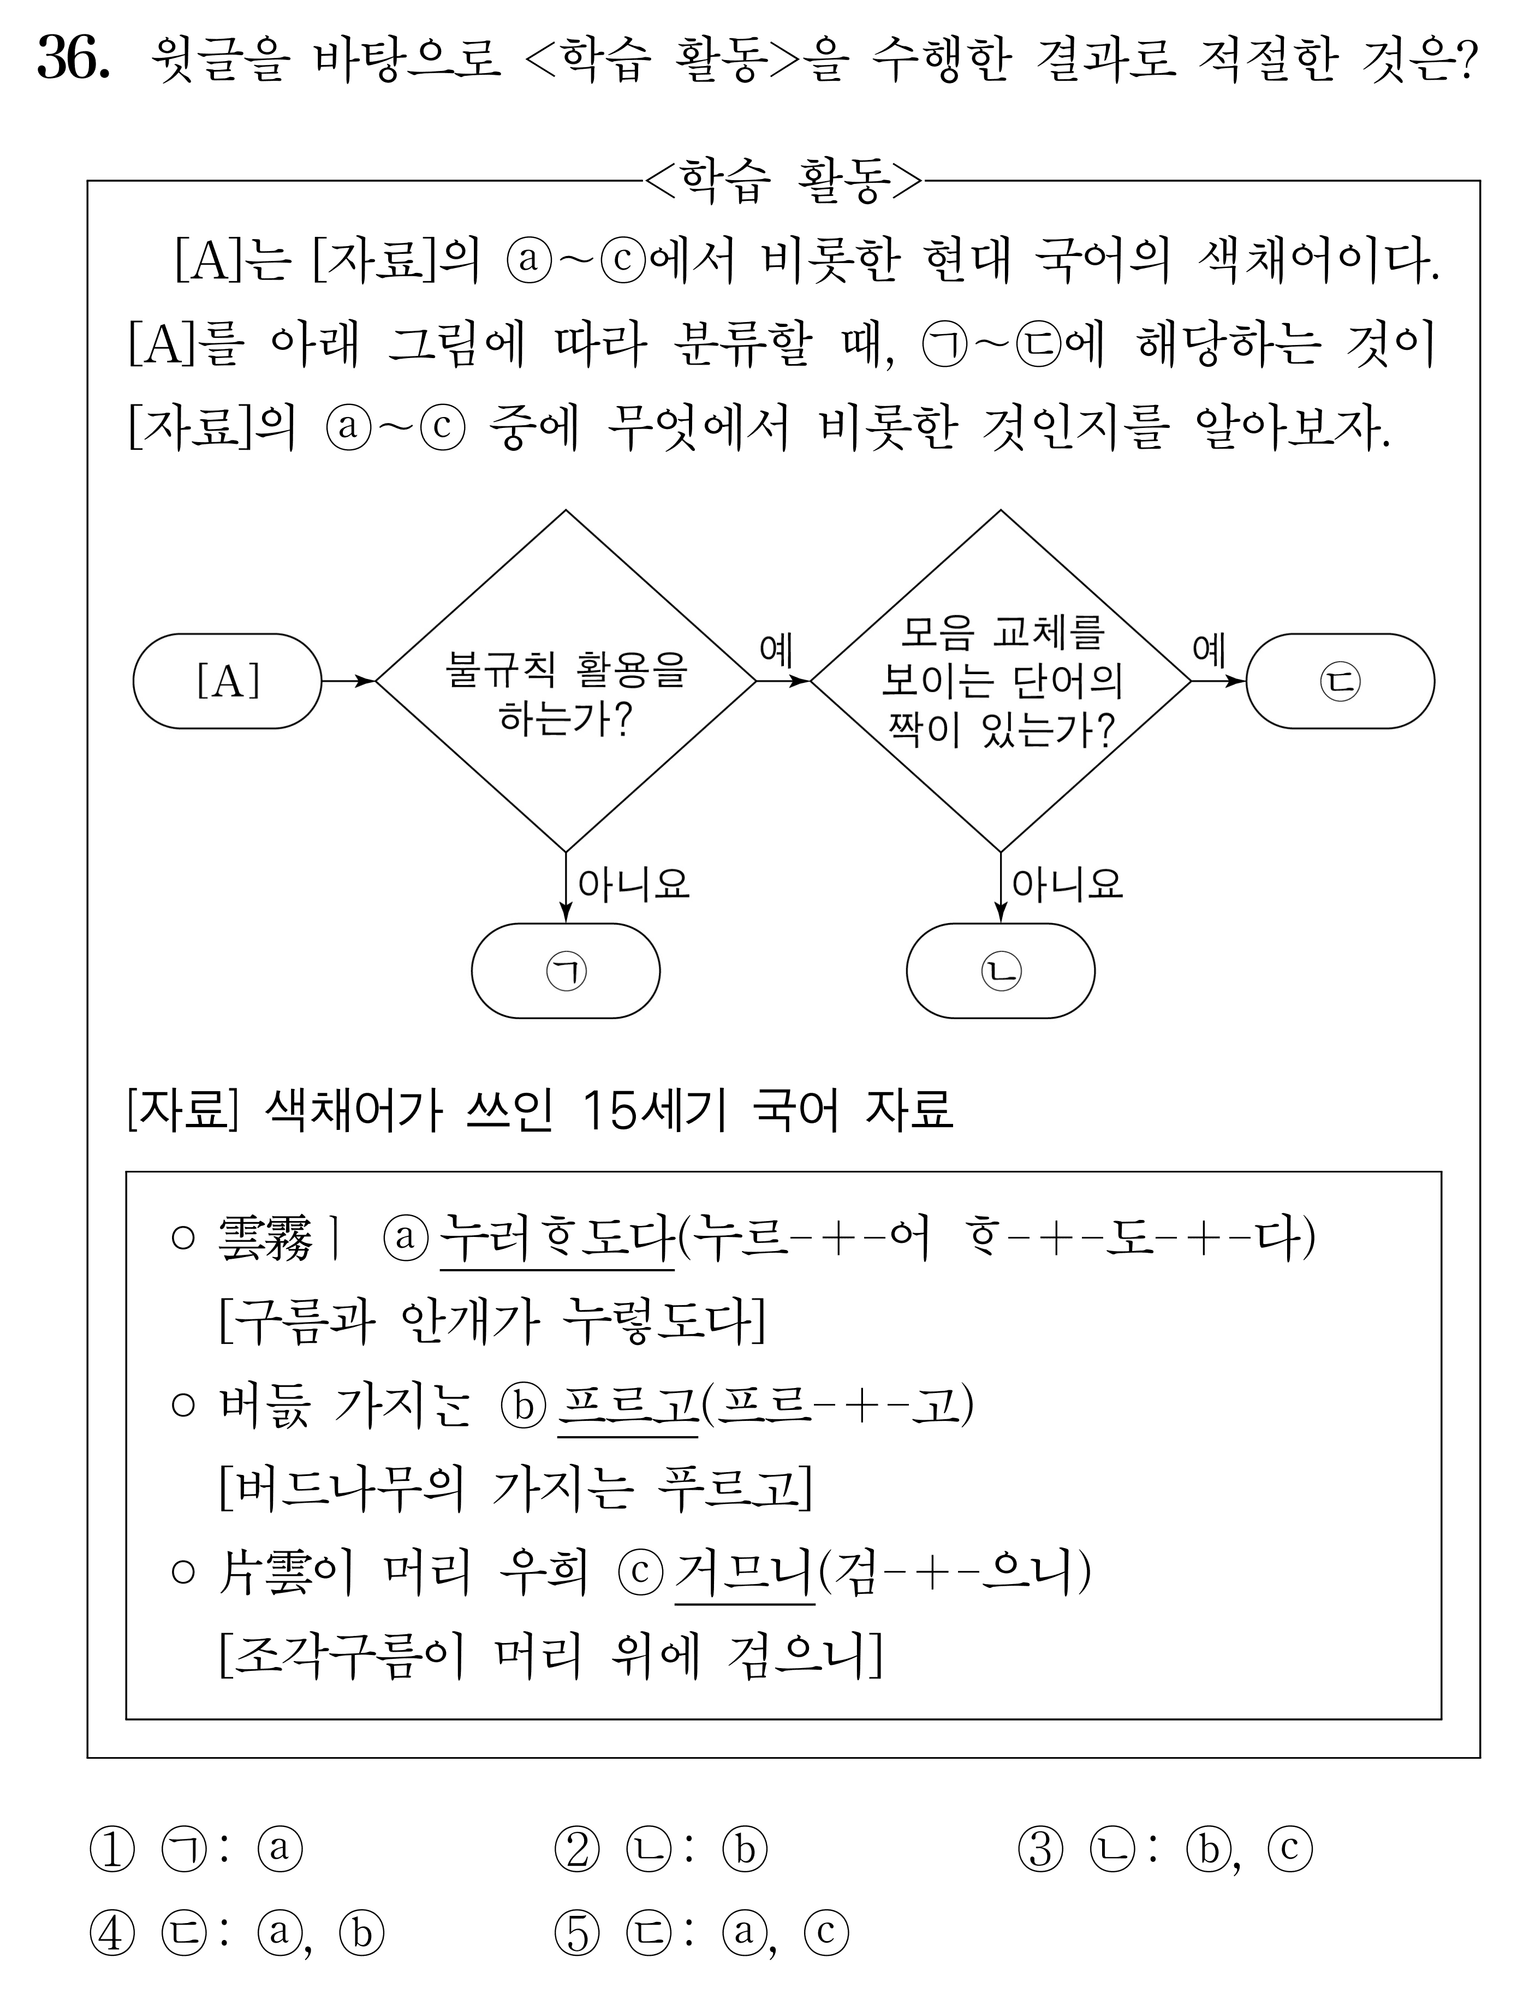 36. 윗글을 바탕으로 <학습 활동>을 수행한 결과로 적절한 것은?
<학습 활동>
[A]는 [자료]의 ⓐ~ⓒ에서 비롯한 현대 국어의 색채어이다.
[A]를 아래 그림에 따라 분류할 때, ㉠~㉢에 해당하는 것이
[자료]의 ⓐ~ⓒ 중에 무엇에서 비롯한 것인지를 알아보자.
[A]
불규칙 활용을
하는가?
예
모음 교체를
보이는 단어의
짝이 있는가?
예
㉢
아니요
아니요
㉠
㉡
[자료] 색채어가 쓰인 15세기 국어 자료
○ 雲霧ㅣ ⓐ누러ᄒᆞ도다(누르-+-어 ᄒᆞ-+-도-+-다)
[구름과 안개가 누렇도다]
○ 버듨 가지ᄂᆞᆫ ⓑ프르고(프르-+-고)
[버드나무의 가지는 푸르고]
○ 片雲이 머리 우희 ⓒ거므니(검-+-으니)
[조각구름이 머리 위에 검으니]
① ㉠: ⓐ ② ㉡: ⓑ ③ ㉡: ⓑ, ⓒ
④ ㉢: ⓐ, ⓑ ⑤ ㉢: ⓐ, ⓒ